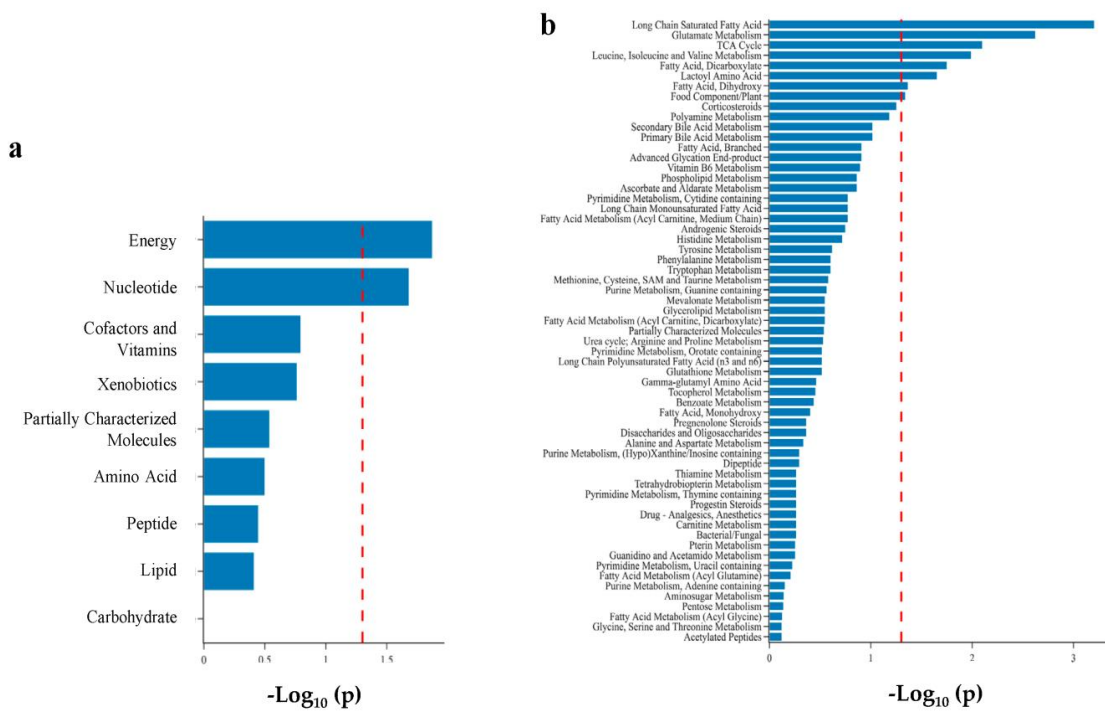 a
Energy
Nucleotide
Cofactors and
Vitamins
Xenobiotics
Partially Characterized
Molecules
Amino Acid
Peptide
Lipid
Carbohydrate
0 0.5 1 1.5
-Log₁₀ (p)
b
Long Chain Saturated Fatty Acid
Glutamate Metabolism
TCA Cycle
Leucine, Isoleucine and Valine Metabolism
Fatty Acid, Dicarboxylate
Lactoyl Amino Acid
Fatty Acid, Dihydroxy
Food Component/Plant
Corticosteroids
Polyamine Metabolism
Secondary Bile Acid Metabolism
Primary Bile Acid Metabolism
Fatty Acid, Branched
Advanced Glycation End-product
Vitamin B6 Metabolism
Phospholipid Metabolism
Ascorbate and Aldarate Metabolism
Pyrimidine Metabolism, Cytidine containing
Long Chain Monounsaturated Fatty Acid
Fatty Acid Metabolism (Acyl Carnitine, Medium Chain)
Androgenic Steroids
Histidine Metabolism
Tyrosine Metabolism
Phenylalanine Metabolism
Tryptophan Metabolism
Methionine, Cysteine, SAM and Taurine Metabolism
Purine Metabolism, Guanine containing
Mevalonate Metabolism
Glycerolipid Metabolism
Fatty Acid Metabolism (Acyl Carnitine, Dicarboxylate)
Partially Characterized Molecules
Urea cycle; Arginine and Proline Metabolism
Pyrimidine Metabolism, Orotate containing
Long Chain Polyunsaturated Fatty Acid (n3 and n6)
Glutathione Metabolism
Gamma-glutamyl Amino Acid
Tocopherol Metabolism
Benzoate Metabolism
Fatty Acid, Monohydroxy
Pregnenolone Steroids
Disaccharides and Oligosaccharides
Alanine and Aspartate Metabolism
Purine Metabolism, (Hypo)Xanthine/Inosine containing
Dipeptide
Thiamine Metabolism
Tetrahydrobiopterin Metabolism
Pyrimidine Metabolism, Thymine containing
Progestin Steroids
Drug - Analgesics, Anesthetics
Carnitine Metabolism
Bacterial/Fungal
Pterin Metabolism
Guanidino and Acetamido Metabolism
Pyrimidine Metabolism, Uracil containing
Fatty Acid Metabolism (Acyl Glutamine)
Purine Metabolism, Adenine containing
Aminosugar Metabolism
Pentose Metabolism
Fatty Acid Metabolism (Acyl Glycine)
Glycine, Serine and Threonine Metabolism
Acetylated Peptides
0 1 2 3
-Log₁₀ (p)